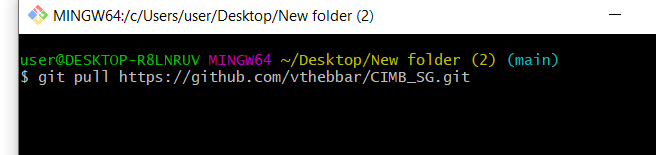 MINGW64:/c/Users/user/Desktop/New folder (2)
user@DESKTOP-R8LNRUV MINGW64 ~/Desktop/New folder (2) (main)
$ git pull https://github.com/vthebbar/CIMB_SG.git